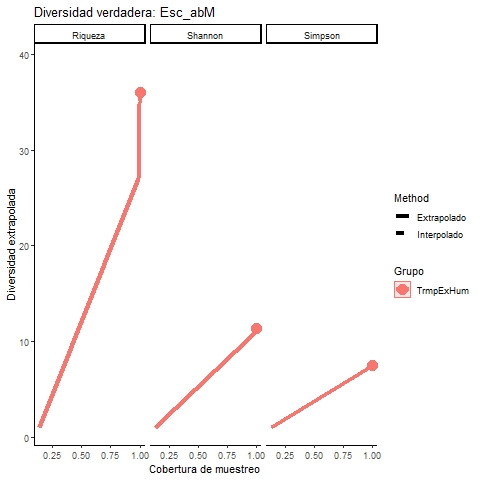 Diversidad verdadera: Esc_abM
Riqueza Shannon Simpson
40
30
20
10
0
Diversidad extrapolada
0.25 0.50 0.75 1.00 0.25 0.50 0.75 1.00 0.25 0.50 0.75 1.00
Cobertura de muestreo
Method
Extrapolado
Interpolado
Grupo
TrmpExHum